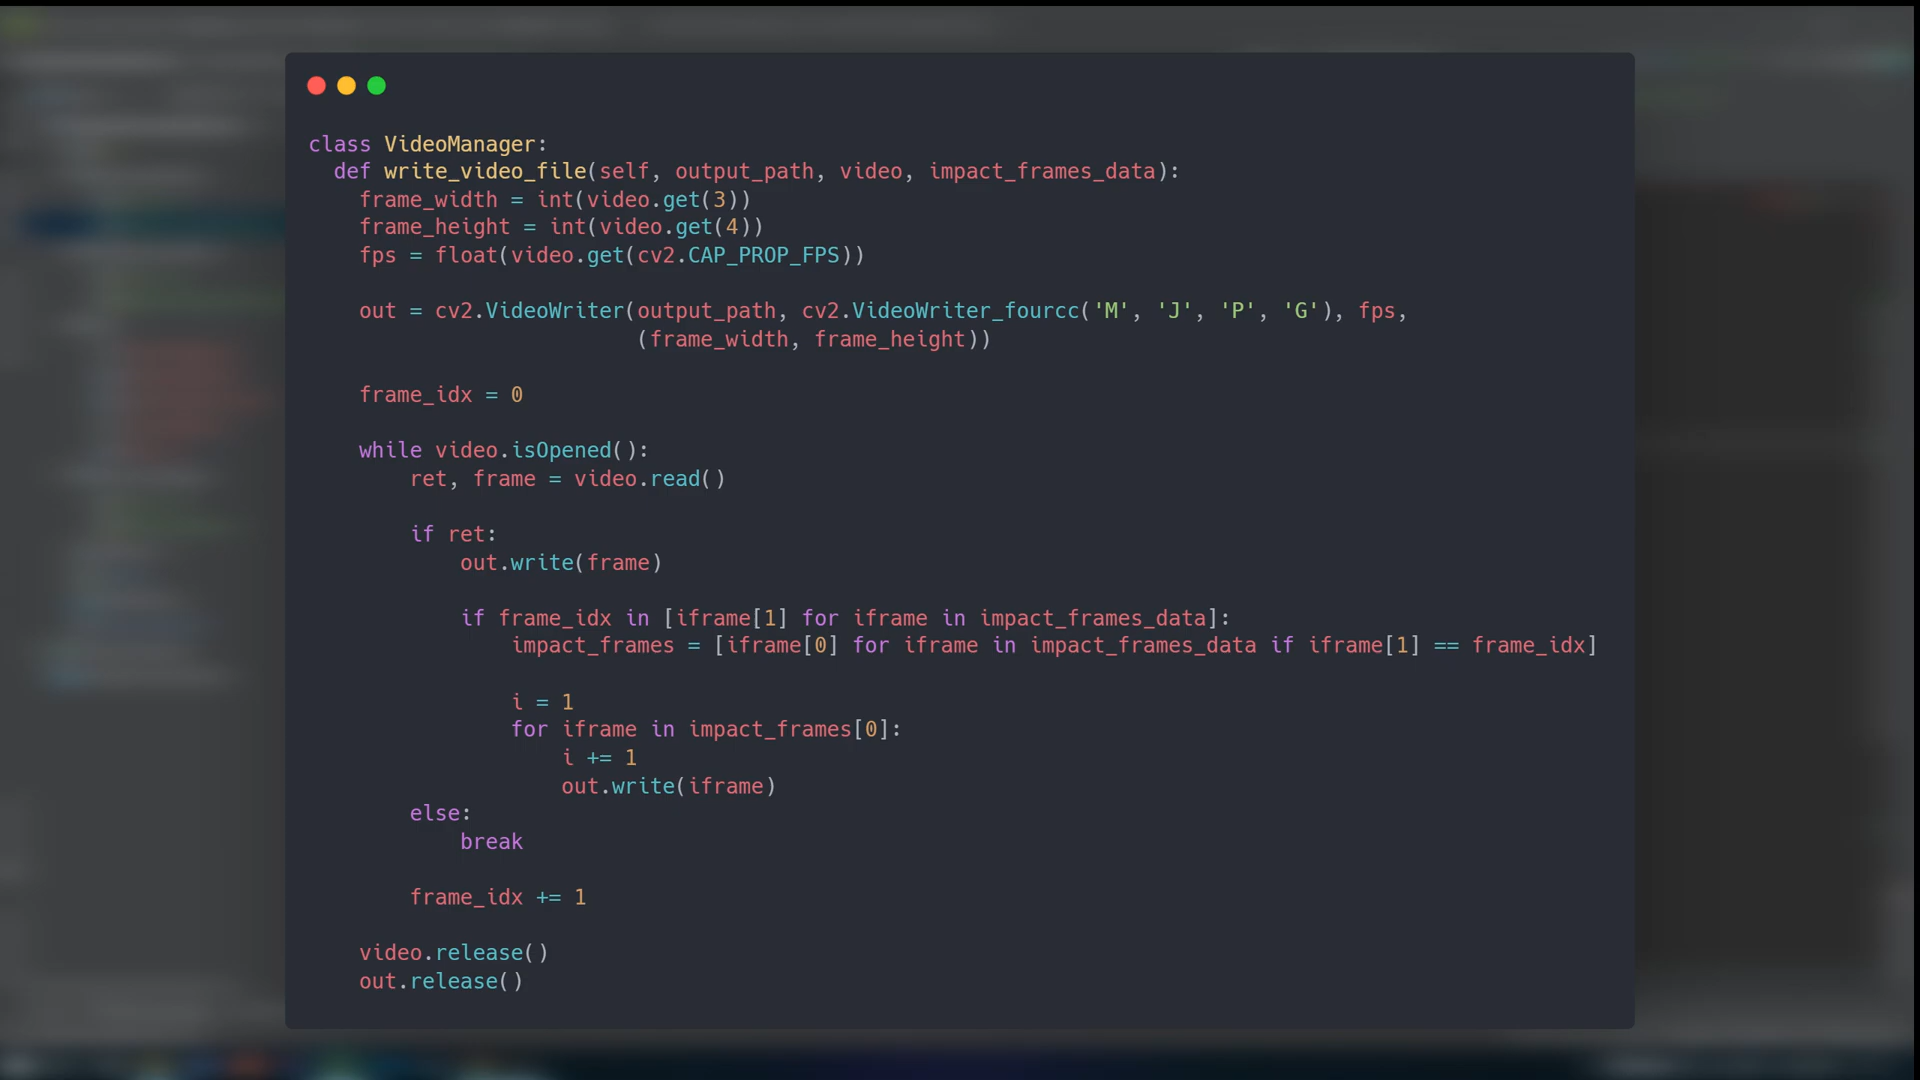 class VideoManager:
  def write_video_file(self, output_path, video, impact_frames_data):
    frame_width = int(video.get(3))
    frame_height = int(video.get(4))
    fps = float(video.get(cv2.CAP_PROP_FPS))

    out = cv2.VideoWriter(output_path, cv2.VideoWriter_fourcc('M', 'J', 'P', 'G'), fps,
                          (frame_width, frame_height))

    frame_idx = 0

    while video.isOpened():
        ret, frame = video.read()

        if ret:
            out.write(frame)

            if frame_idx in [iframe[1] for iframe in impact_frames_data]:
                impact_frames = [iframe[0] for iframe in impact_frames_data if iframe[1] == frame_idx]

                i = 1
                for iframe in impact_frames[0]:
                    i += 1
                    out.write(iframe)
        else:
            break

        frame_idx += 1

    video.release()
    out.release()